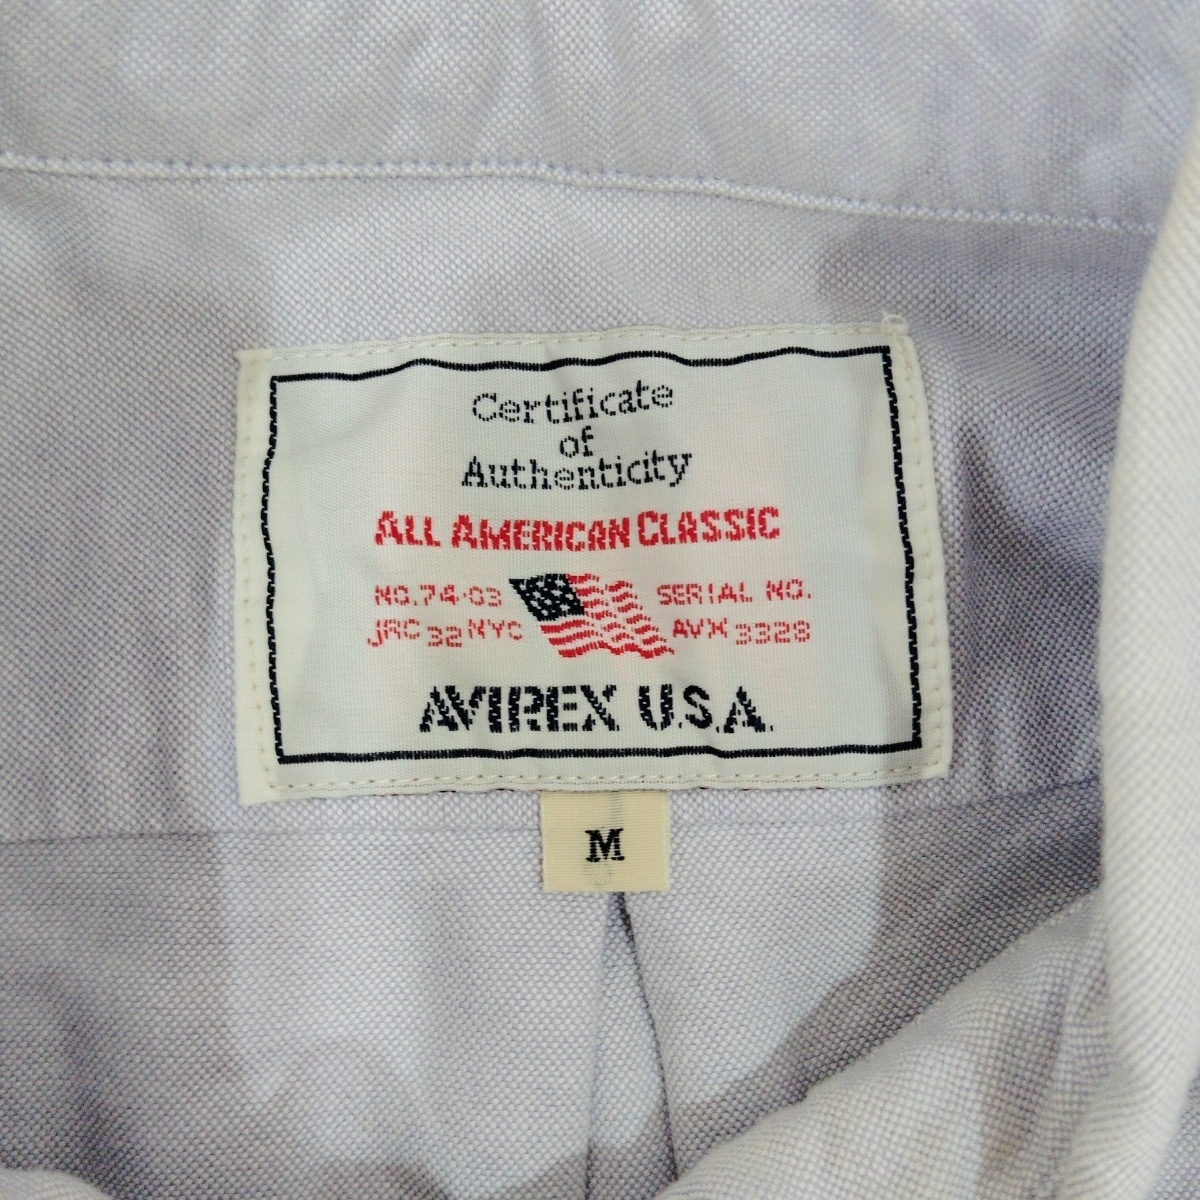 Certificate
of
Authenticity
ALL AMERICAN CLASSIC
NO.74-03 SERIAL NO.
JRC 32 NYC AVX 3328
AVIREX U.S.A.
M